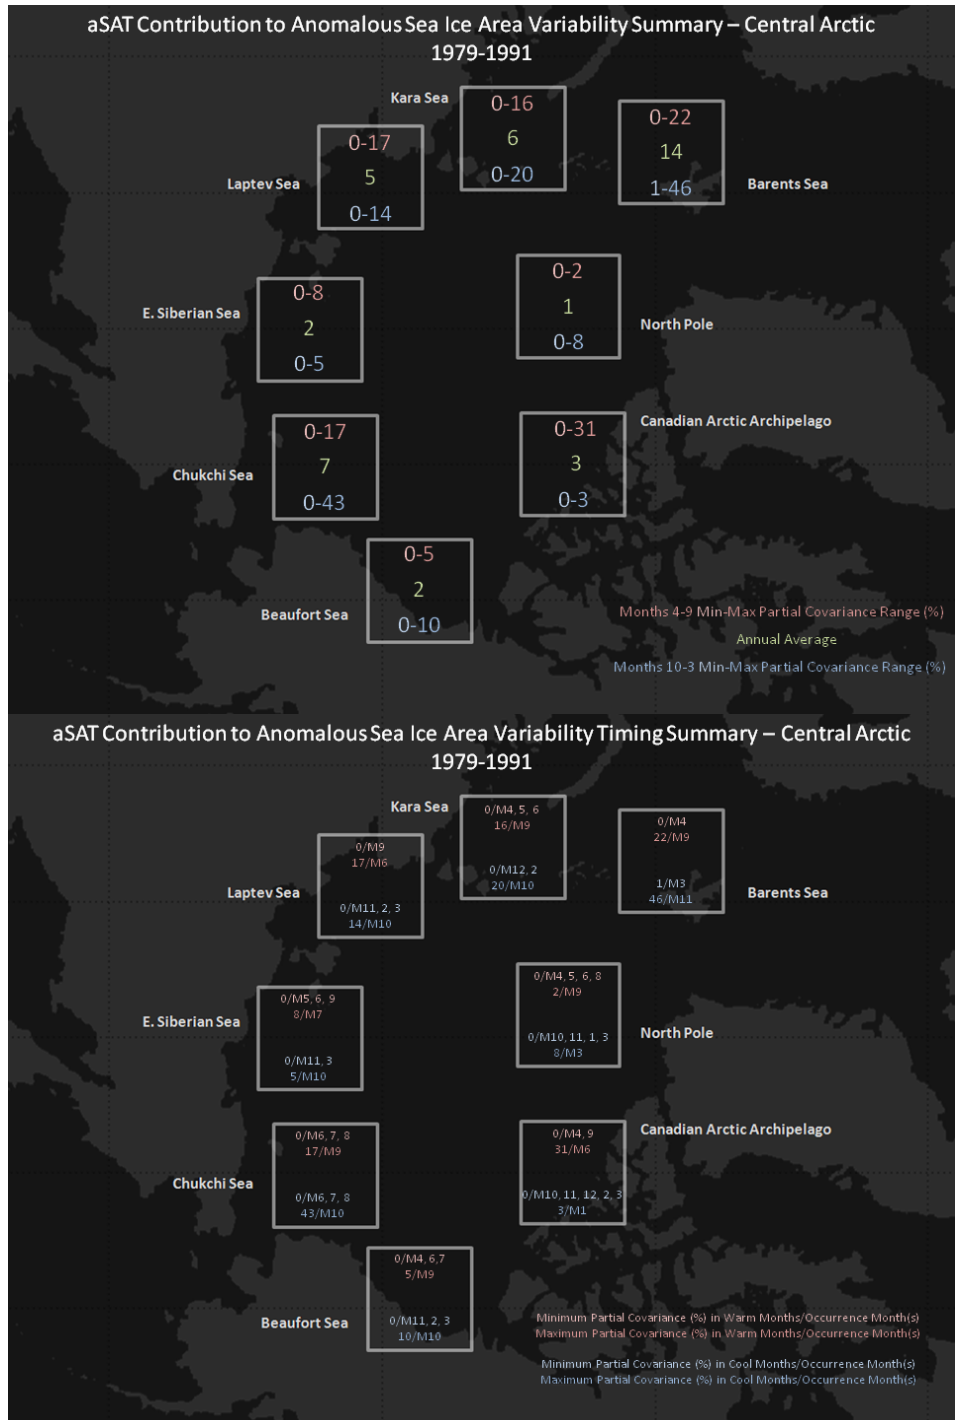 aSAT Contribution to Anomalous Sea Ice Area Variability Summary – Central Arctic
1979-1991
Kara Sea
0-16
6
0-20
0-22
14
1-46
Barents Sea
Laptev Sea
0-17
5
0-14
E. Siberian Sea
0-8
2
0-5
0-2
1
0-8
North Pole
Chukchi Sea
0-17
7
0-43
0-31
3
0-3
Canadian Arctic Archipelago
Beaufort Sea
0-5
2
0-10
Months 4-9 Min-Max Partial Covariance Range (%)
Annual Average
Months 10-3 Min-Max Partial Covariance Range (%)
aSAT Contribution to Anomalous Sea Ice Area Variability Timing Summary – Central Arctic
1979-1991
Kara Sea
0/M4, 5, 6
16/M9
0/M12, 2
20/M10
0/M4
22/M9
1/M3
46/M11
Barents Sea
Laptev Sea
0/M9
17/M6
0/M11, 2, 3
14/M10
E. Siberian Sea
0/M5, 6, 9
8/M7
0/M11, 3
5/M10
0/M4, 5, 6, 8
2/M9
0/M10, 11, 1, 3
8/M3
North Pole
Chukchi Sea
0/M6, 7, 8
17/M9
0/M6, 7, 8
43/M10
0/M4, 9
31/M6
0/M10, 11, 12, 2, 3
3/M1
Canadian Arctic Archipelago
Beaufort Sea
0/M4, 6,7
5/M9
0/M11, 2, 3
10/M10
Minimum Partial Covariance (%) in Warm Months/Occurrence Month(s)
Maximum Partial Covariance (%) in Warm Months/Occurrence Month(s)
Minimum Partial Covariance (%) in Cool Months/Occurrence Month(s)
Maximum Partial Covariance (%) in Cool Months/Occurrence Month(s)